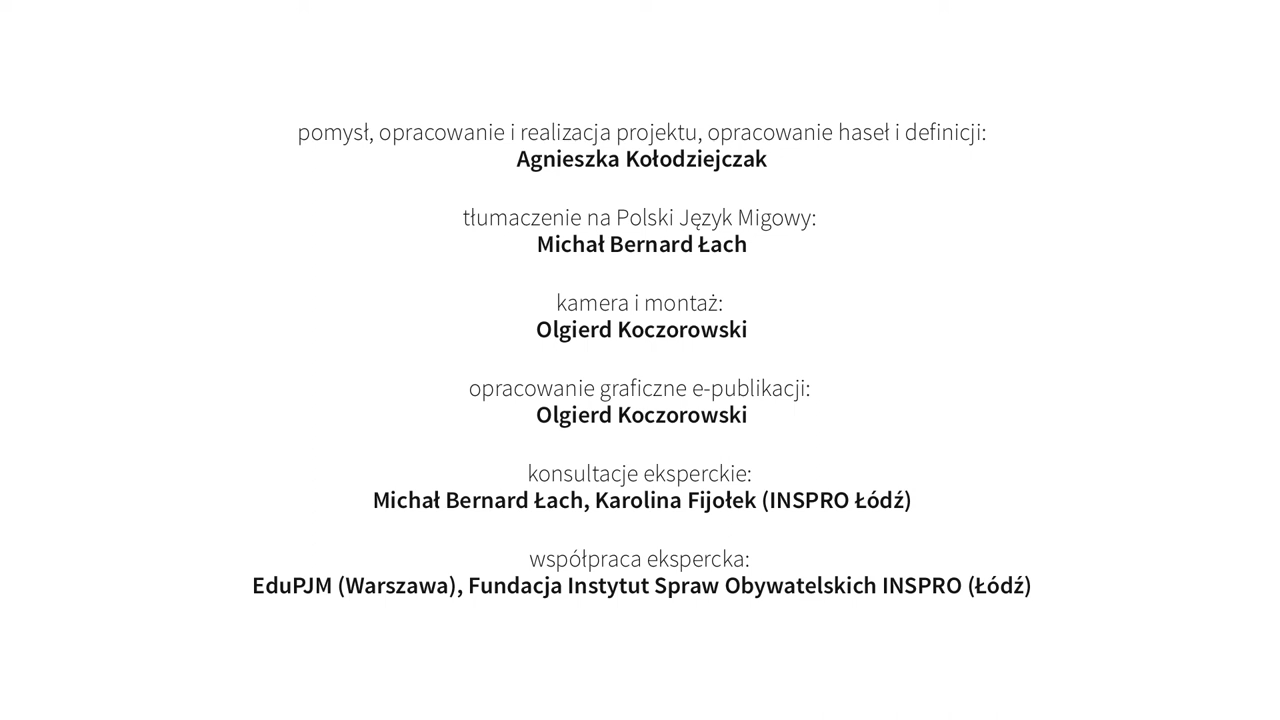 pomysł, opracowanie i realizacja projektu, opracowanie haseł i definicji:
Agnieszka Kołodziejczak
tłumaczenie na Polski Język Migowy:
Michał Bernard Łach
kamera i montaż:
Olgierd Koczorowski
opracowanie graficzne e-publikacji:
Olgierd Koczorowski
konsultacje eksperckie:
Michał Bernard Łach, Karolina Fijołek (INSPRO Łódź)
współpraca ekspercka:
EduPJM (Warszawa), Fundacja Instytut Spraw Obywatelskich INSPRO (Łódź)